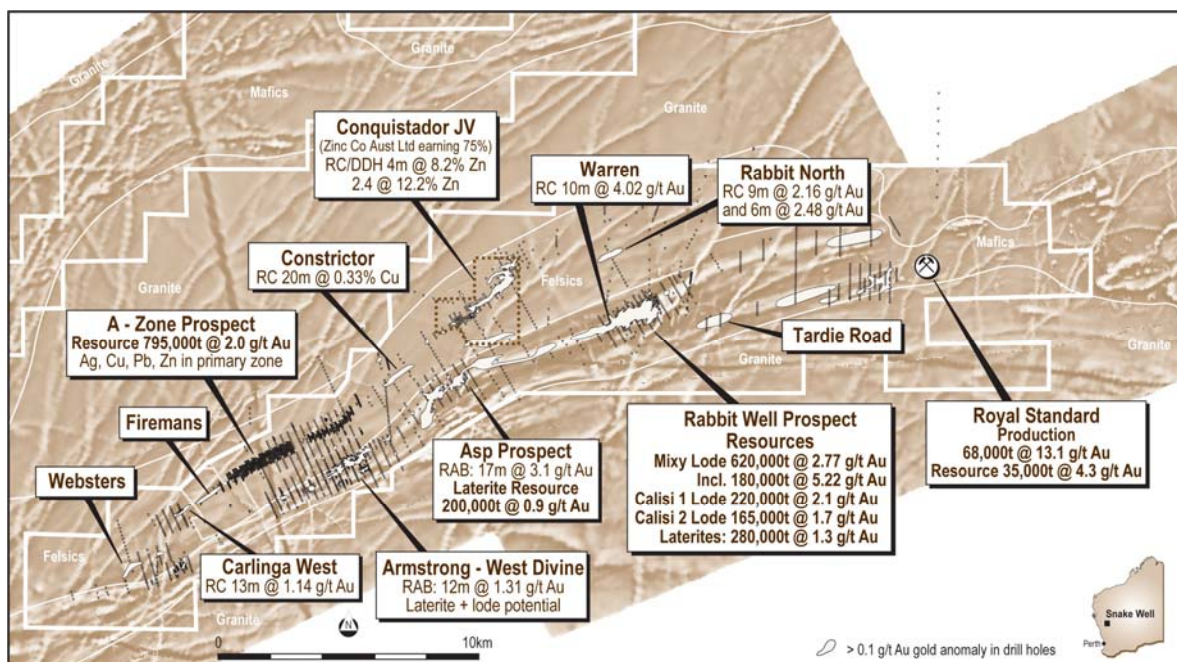 Granite
Granite
Mafics
Granite
Conquistador JV
(Zinc Co Aust Ltd earning 75%)
RC/DDH 4m @ 8.2% Zn
2.4 @ 12.2% Zn
Warren
RC 10m @ 4.02 g/t Au
Rabbit North
RC 9m @ 2.16 g/t Au
and 6m @ 2.48 g/t Au
Mafics
Constrictor
RC 20m @ 0.33% Cu
Felsics
Granite
A - Zone Prospect
Resource 795,000t @ 2.0 g/t Au
Ag, Cu, Pb, Zn in primary zone
Tardie Road
Granite
Granite
Firemans
Websters
Asp Prospect
RAB: 17m @ 3.1 g/t Au
Laterite Resource
200,000t @ 0.9 g/t Au
Rabbit Well Prospect
Resources
Mixy Lode 620,000t @ 2.77 g/t Au
Incl. 180,000t @ 5.22 g/t Au
Calisi 1 Lode 220,000t @ 2.1 g/t Au
Calisi 2 Lode 165,000t @ 1.7 g/t Au
Laterites: 280,000t @ 1.3 g/t Au
Royal Standard
Production
68,000t @ 13.1 g/t Au
Resource 35,000t @ 4.3 g/t Au
Felsics
Carlinga West
RC 13m @ 1.14 g/t Au
Armstrong - West Divine
RAB: 12m @ 1.31 g/t Au
Laterite + lode potential
Granite
N
0 10km
> 0.1 g/t Au gold anomaly in drill holes
Snake Well
Perth